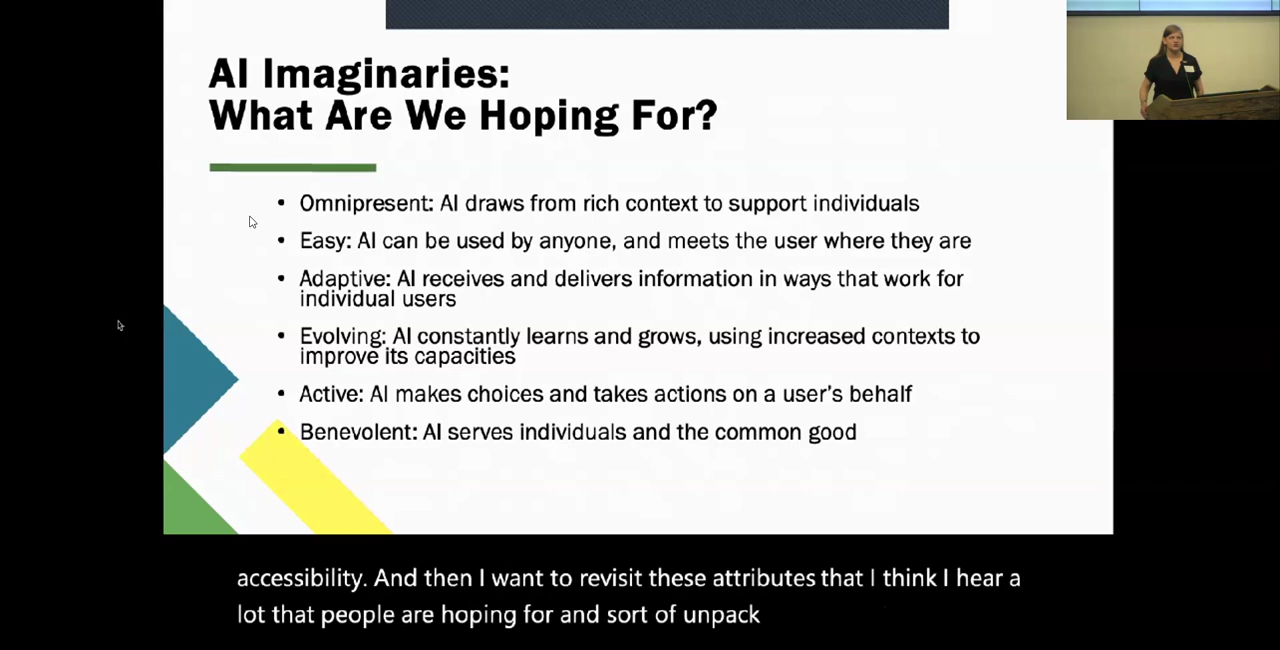 AI Imaginaries:
What Are We Hoping For?
• Omnipresent: AI draws from rich context to support individuals
• Easy: AI can be used by anyone, and meets the user where they are
• Adaptive: AI receives and delivers information in ways that work for
individual users
• Evolving: AI constantly learns and grows, using increased contexts to
improve its capacities
• Active: AI makes choices and takes actions on a user’s behalf
• Benevolent: AI serves individuals and the common good
accessibility. And then I want to revisit these attributes that I think I hear a
lot that people are hoping for and sort of unpack